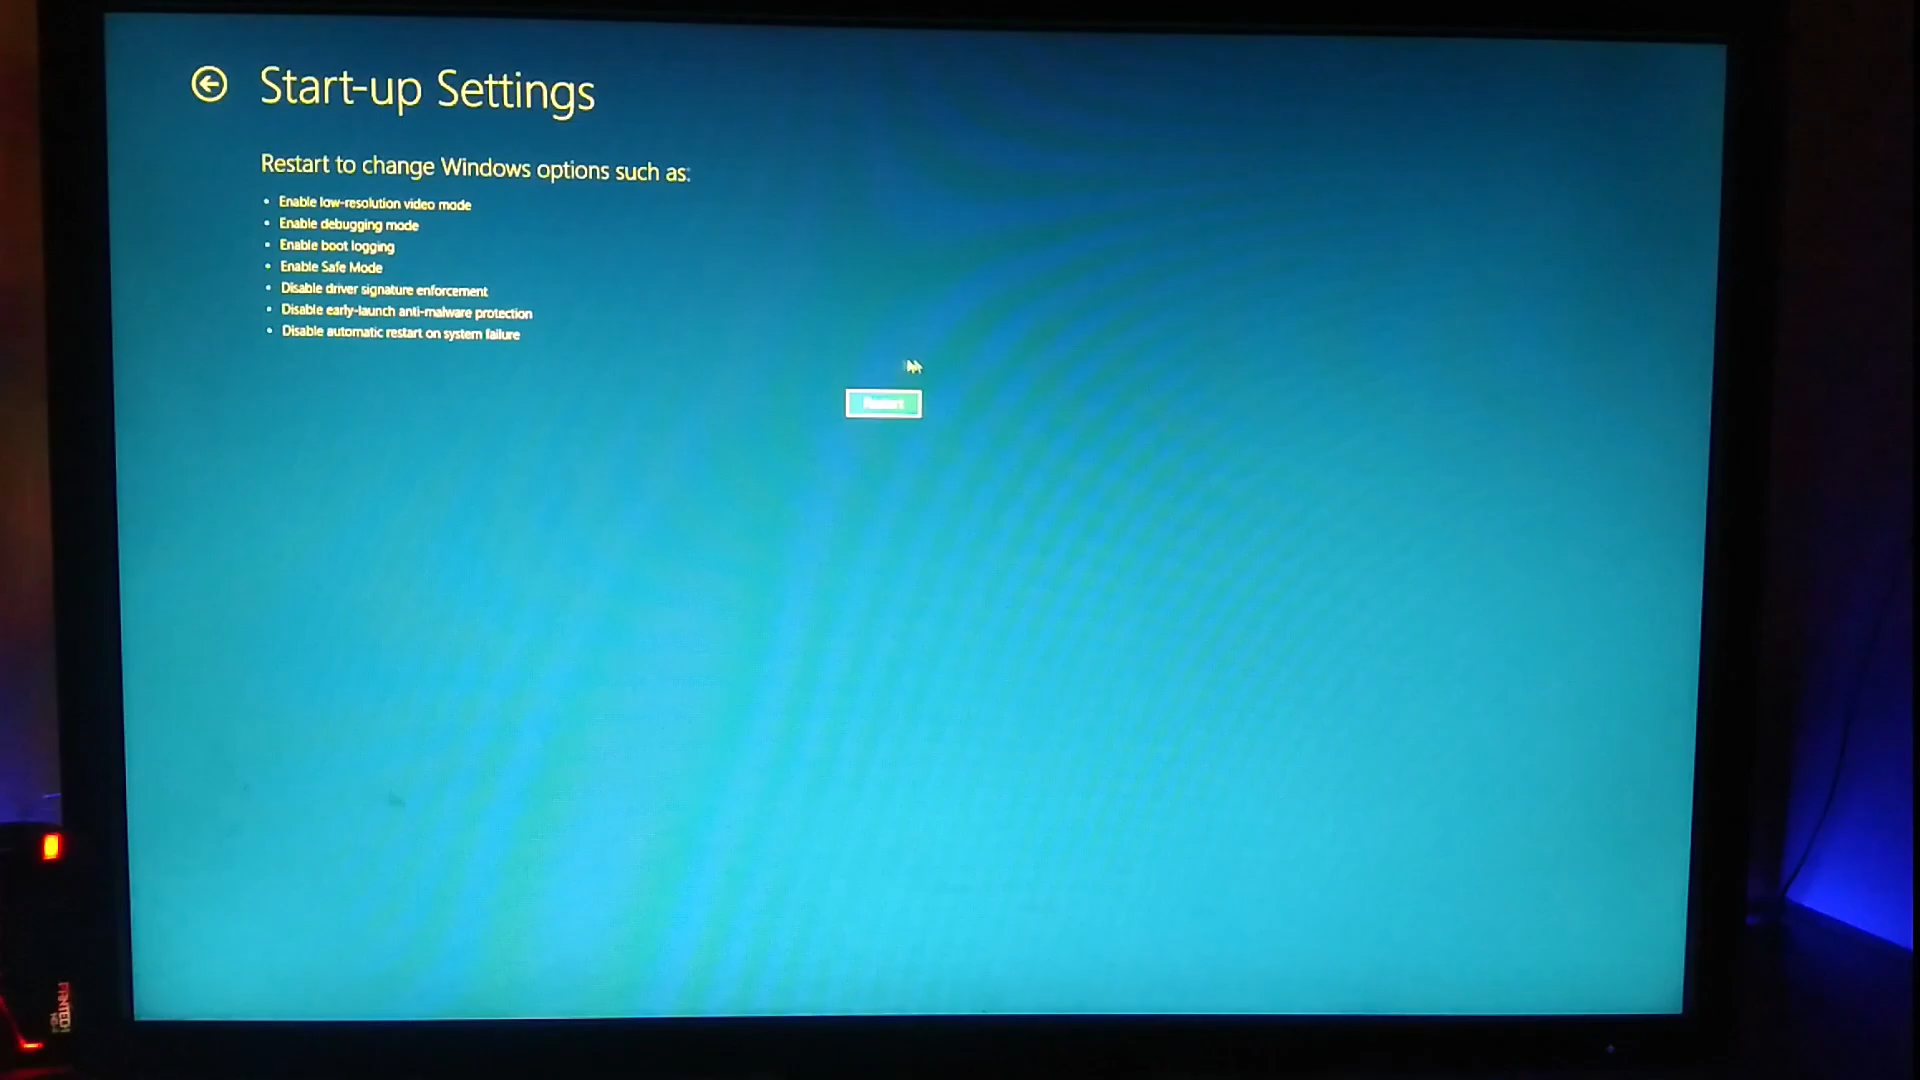 Start-up Settings
Restart to change Windows options such as:
Enable low-resolution video mode
Enable debugging mode
Enable boot logging
Enable Safe Mode
Disable driver signature enforcement
Disable early-launch anti-malware protection
Disable automatic restart on system failure
Restart
FANTECH